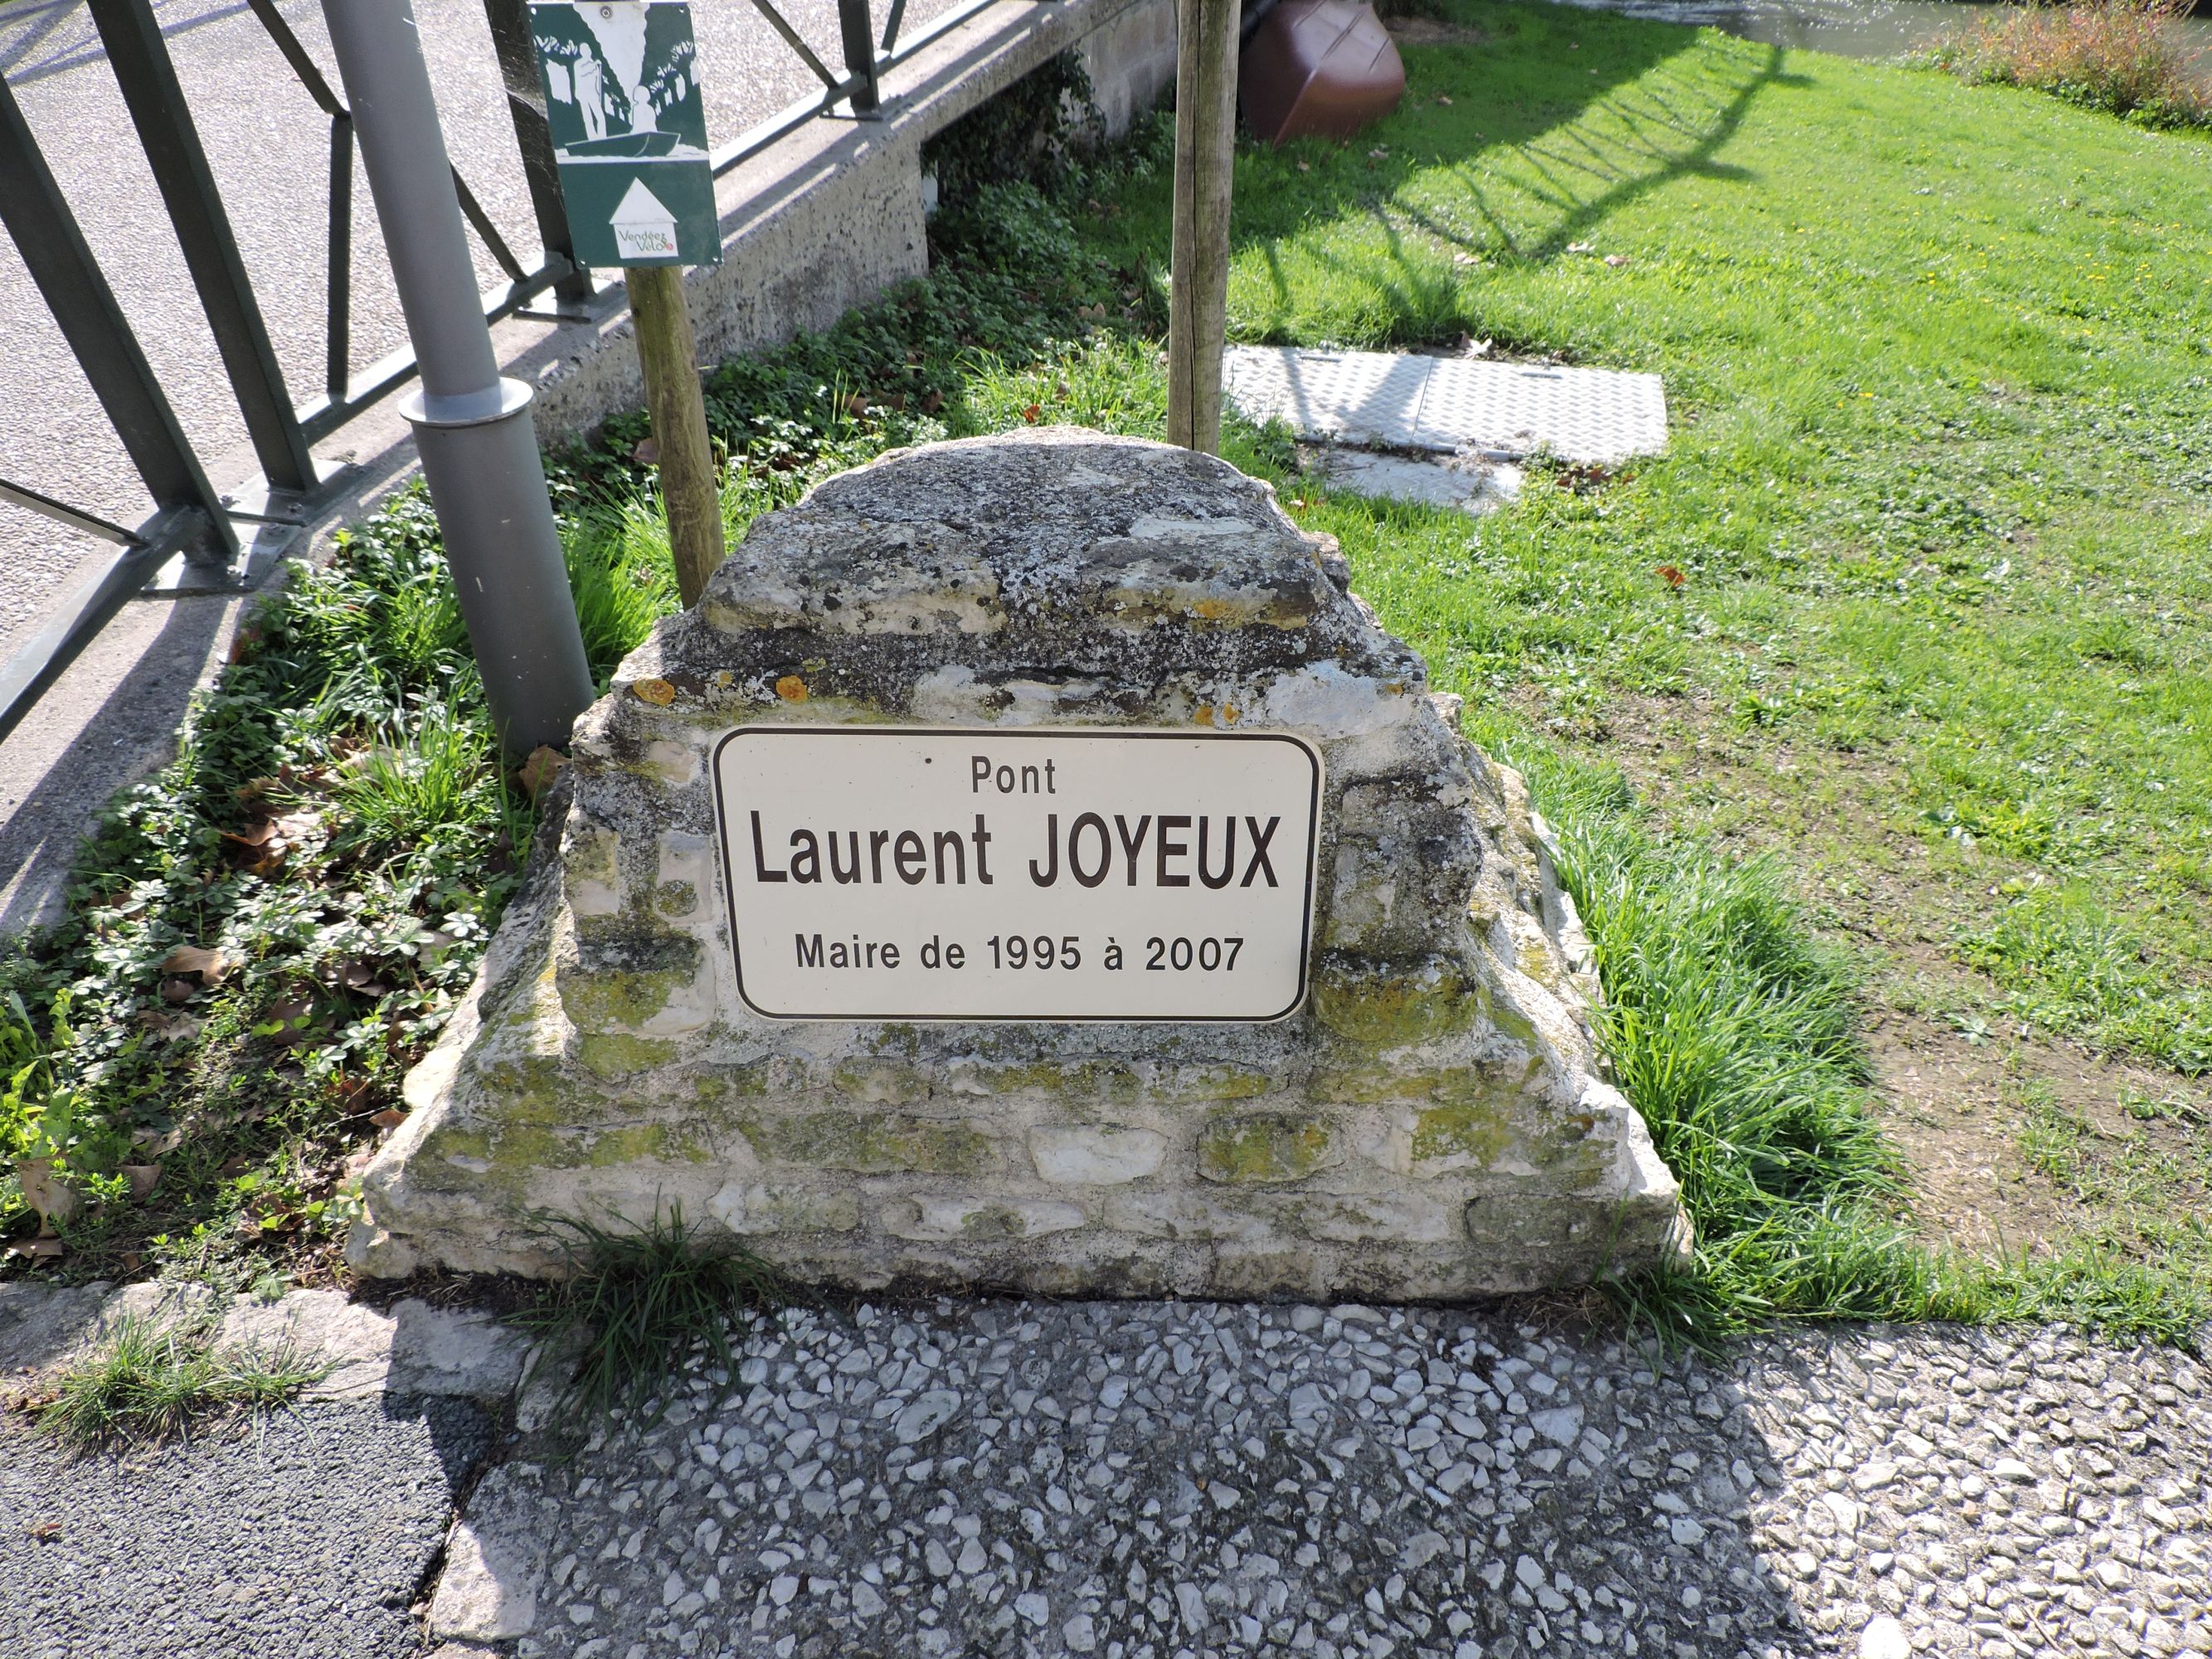 Vendée
Vélo
Pont
Laurent JOYEUX
Maire de 1995 à 2007